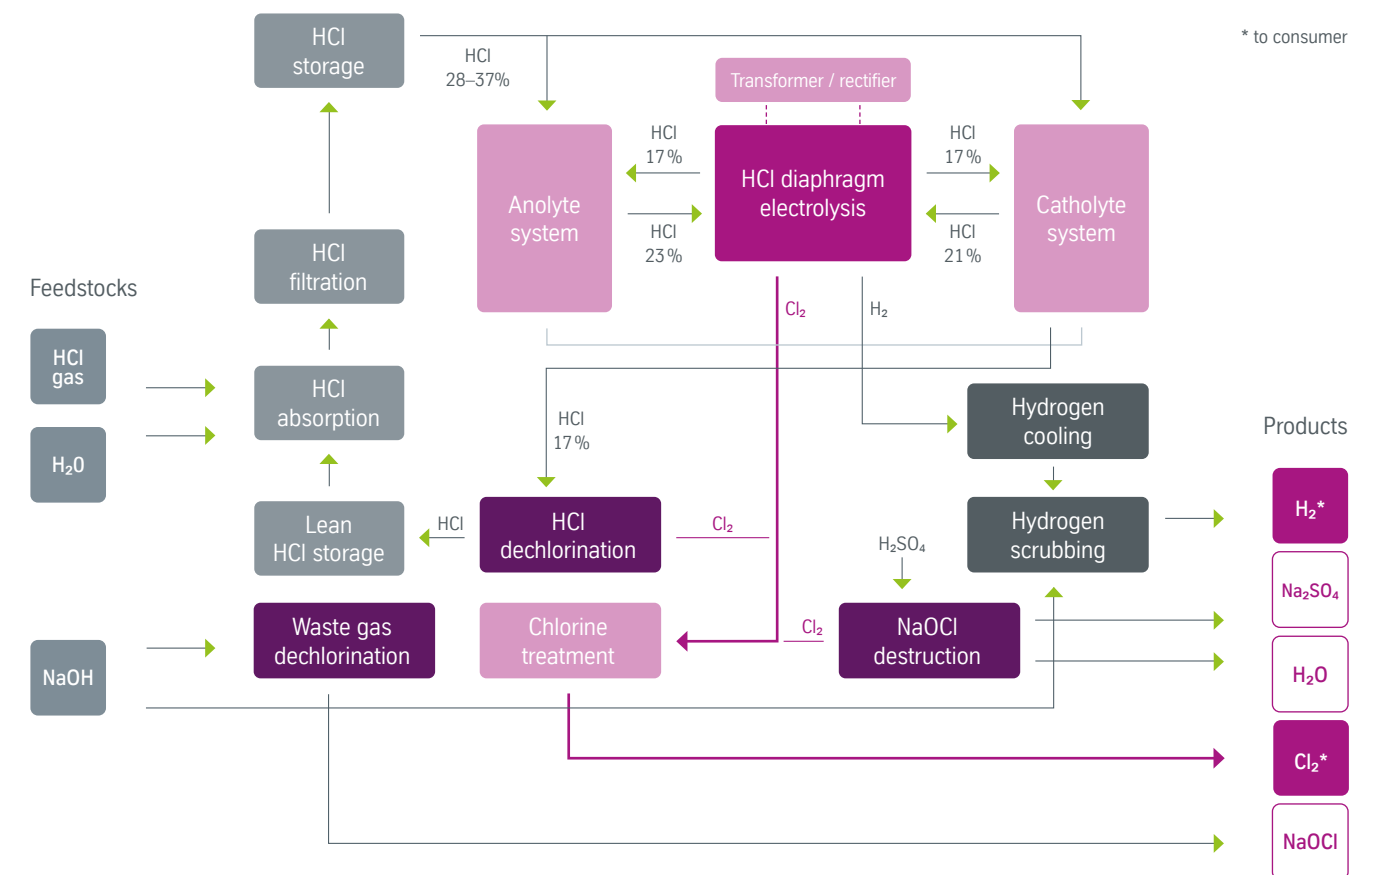 HCl
storage
HCl
28–37%
* to consumer
Transformer / rectifier
HCl
17%
HCl diaphragm
electrolysis
HCl
17%
Anolyte
system
HCl
23%
HCl
21%
Catholyte
system
HCl
filtration
Feedstocks
Cl₂
H₂
HCl
gas
HCl
absorption
HCl
17%
Hydrogen
cooling
Products
H₂O
Lean
HCl storage
HCl
HCl
dechlorination
Cl₂
H₂SO₄
Hydrogen
scrubbing
H₂*
Na₂SO₄
NaOH
Waste gas
dechlorination
Chlorine
treatment
Cl₂
NaOCl
destruction
H₂O
Cl₂*
NaOCl